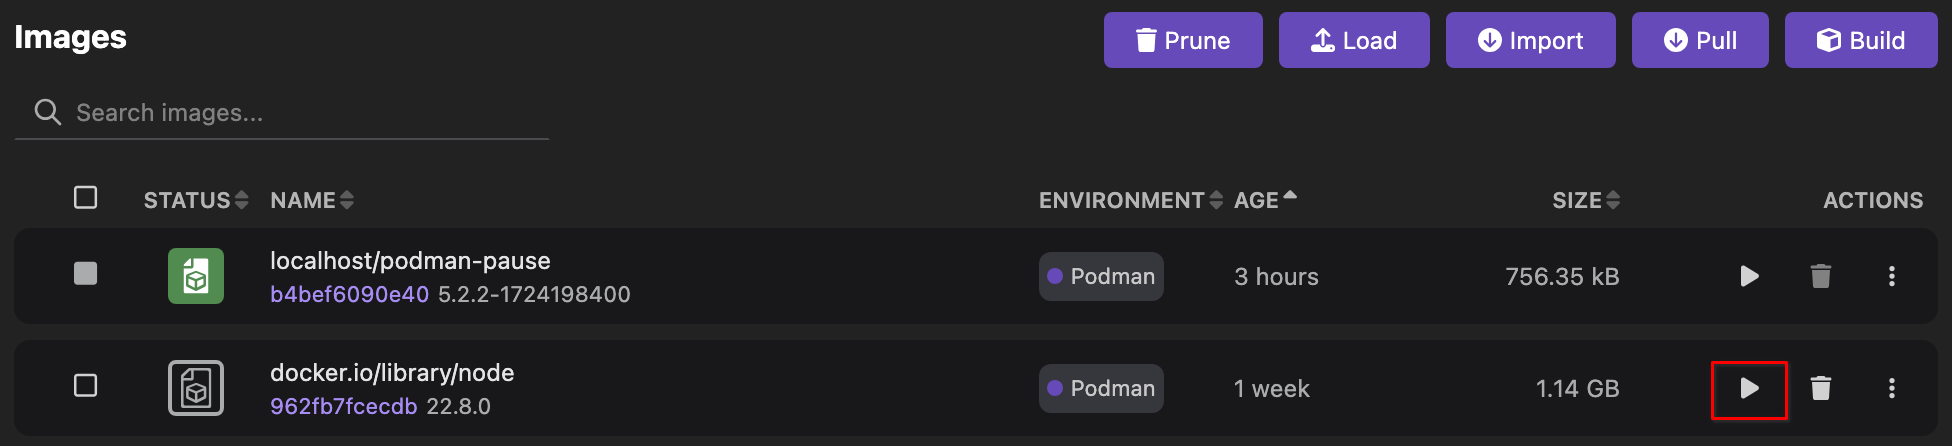 Images
Prune Load Import Pull Build
Search images...
STATUS NAME ENVIRONMENT AGE SIZE ACTIONS
localhost/podman-pause
b4bef6090e40 5.2.2-1724198400
Podman 3 hours 756.35 kB
docker.io/library/node
962fb7fcecdb 22.8.0
Podman 1 week 1.14 GB